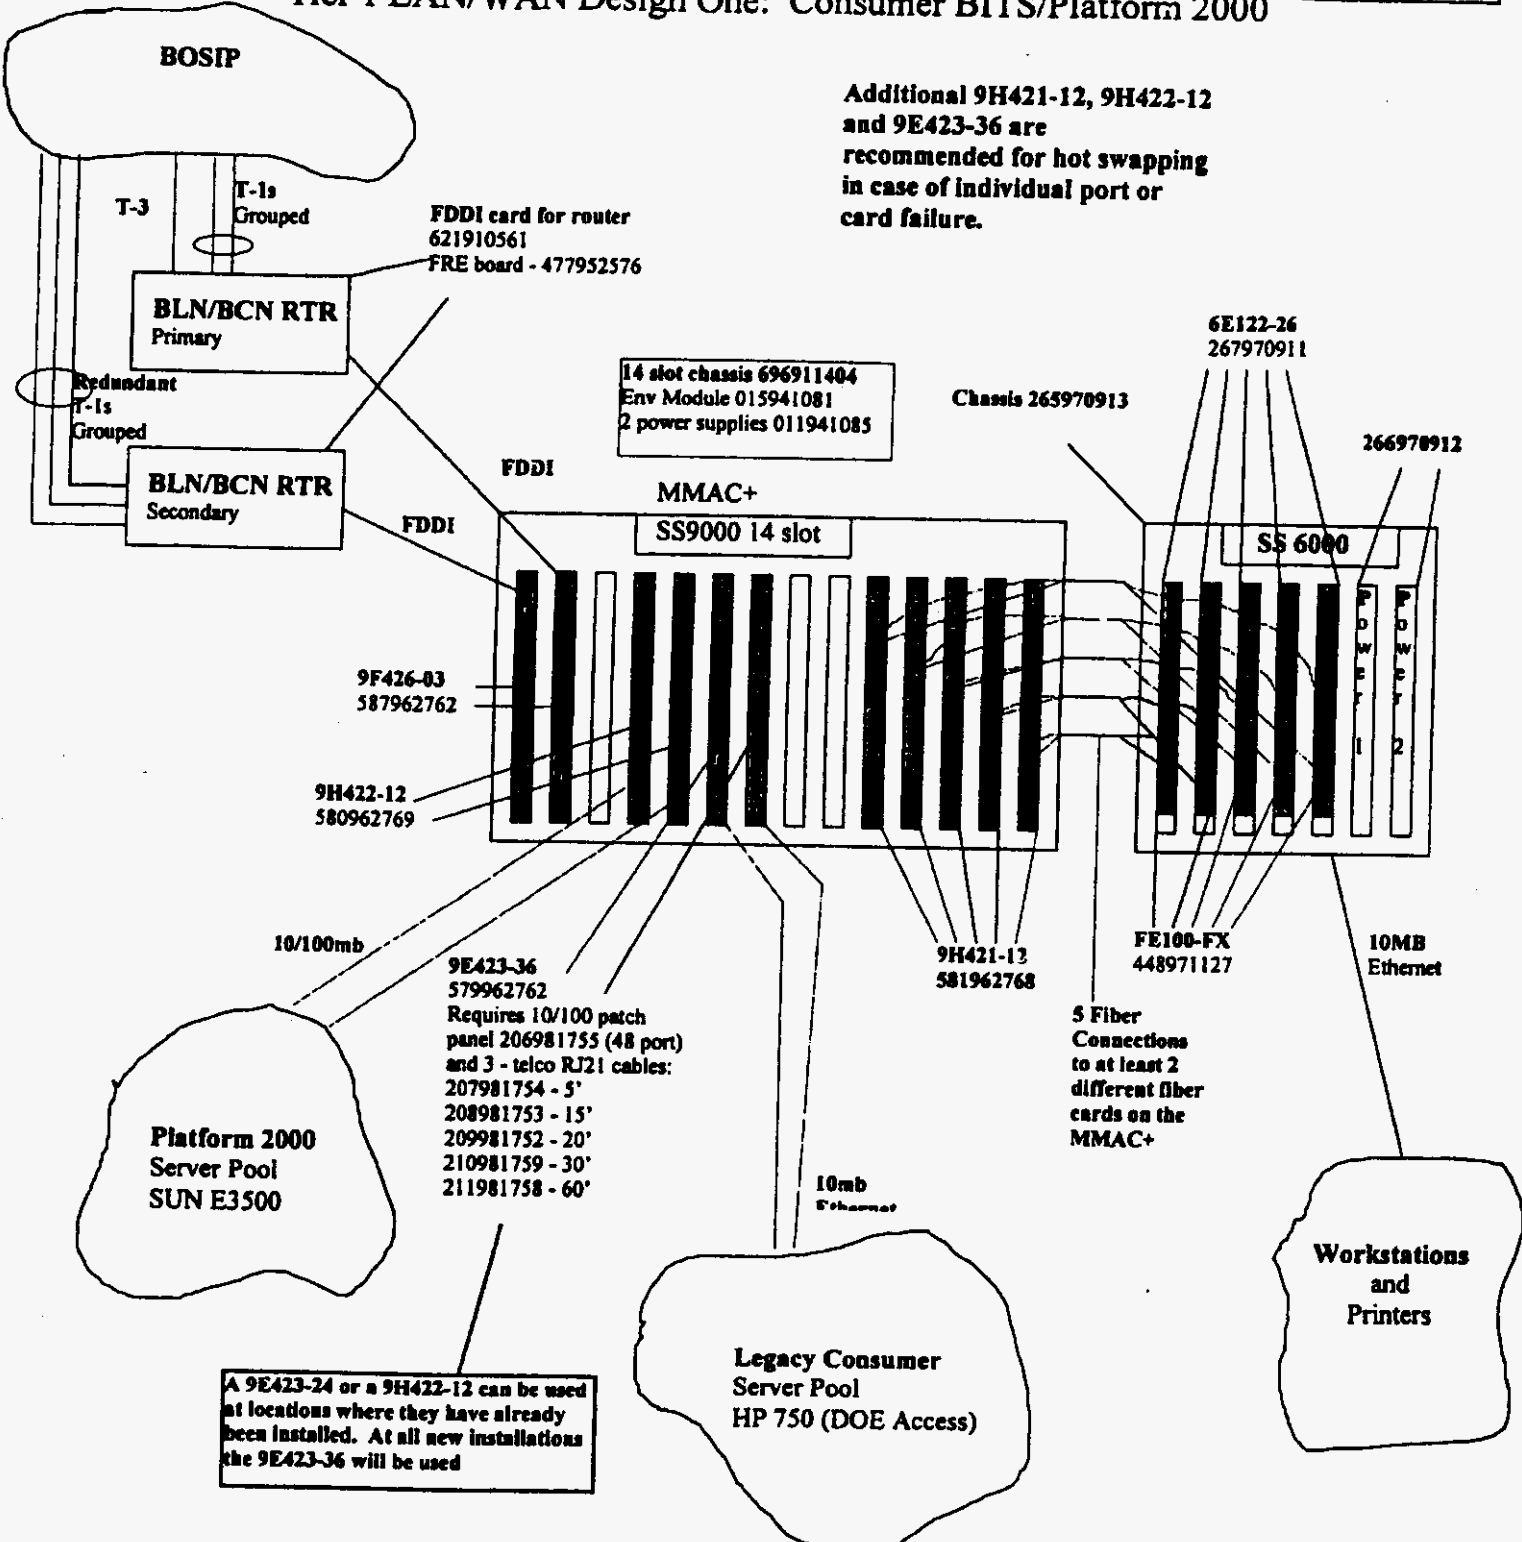 LAN/WAN Design One: Consumer BITS/Platform 2000
BOSIP
Additional 9H421-12, 9H422-12
and 9E423-36 are
recommended for hot swapping
in case of individual port or
card failure.
T-3
T-1s
Grouped
FDDI card for router
621910561
FRE board - 477952576
BLN/BCN RTR
Primary
6E122-26
267970911
14 slot chassis 696911404
Env Module 015941081
2 power supplies 011941085
Chassis 265970913
Redundant
T-1s
Grouped
266970912
FDDI
BLN/BCN RTR
Secondary
MMAC+
FDDI
SS9000 14 slot
SS 6000
Power 1
Power 2
9F426-03
587962762
9H422-12
580962769
10/100mb
9E423-36
579962762
Requires 10/100 patch
panel 206981755 (48 port)
and 3 - telco RJ21 cables:
207981754 - 5'
208981753 - 15'
209981752 - 20'
210981759 - 30'
211981758 - 60'
9H421-12
581962768
FE100-FX
448971127
10MB
Ethernet
5 Fiber
Connections
to at least 2
different fiber
cards on the
MMAC+
Platform 2000
Server Pool
SUN E3500
10mb
Ethernet
Workstations
and
Printers
Legacy Consumer
Server Pool
HP 750 (DOE Access)
A 9E423-24 or a 9H422-12 can be used
at locations where they have already
been installed. At all new installations
the 9E423-36 will be used